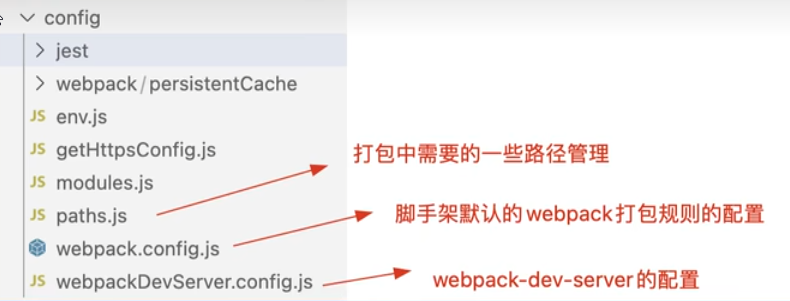 config
jest
webpack/persistentCache
JS env.js
JS getHttpsConfig.js
JS modules.js
JS paths.js
webpack.config.js
JS webpackDevServer.config.js
打包中需要的一些路径管理
脚手架默认的webpack打包规则的配置
webpack-dev-server的配置